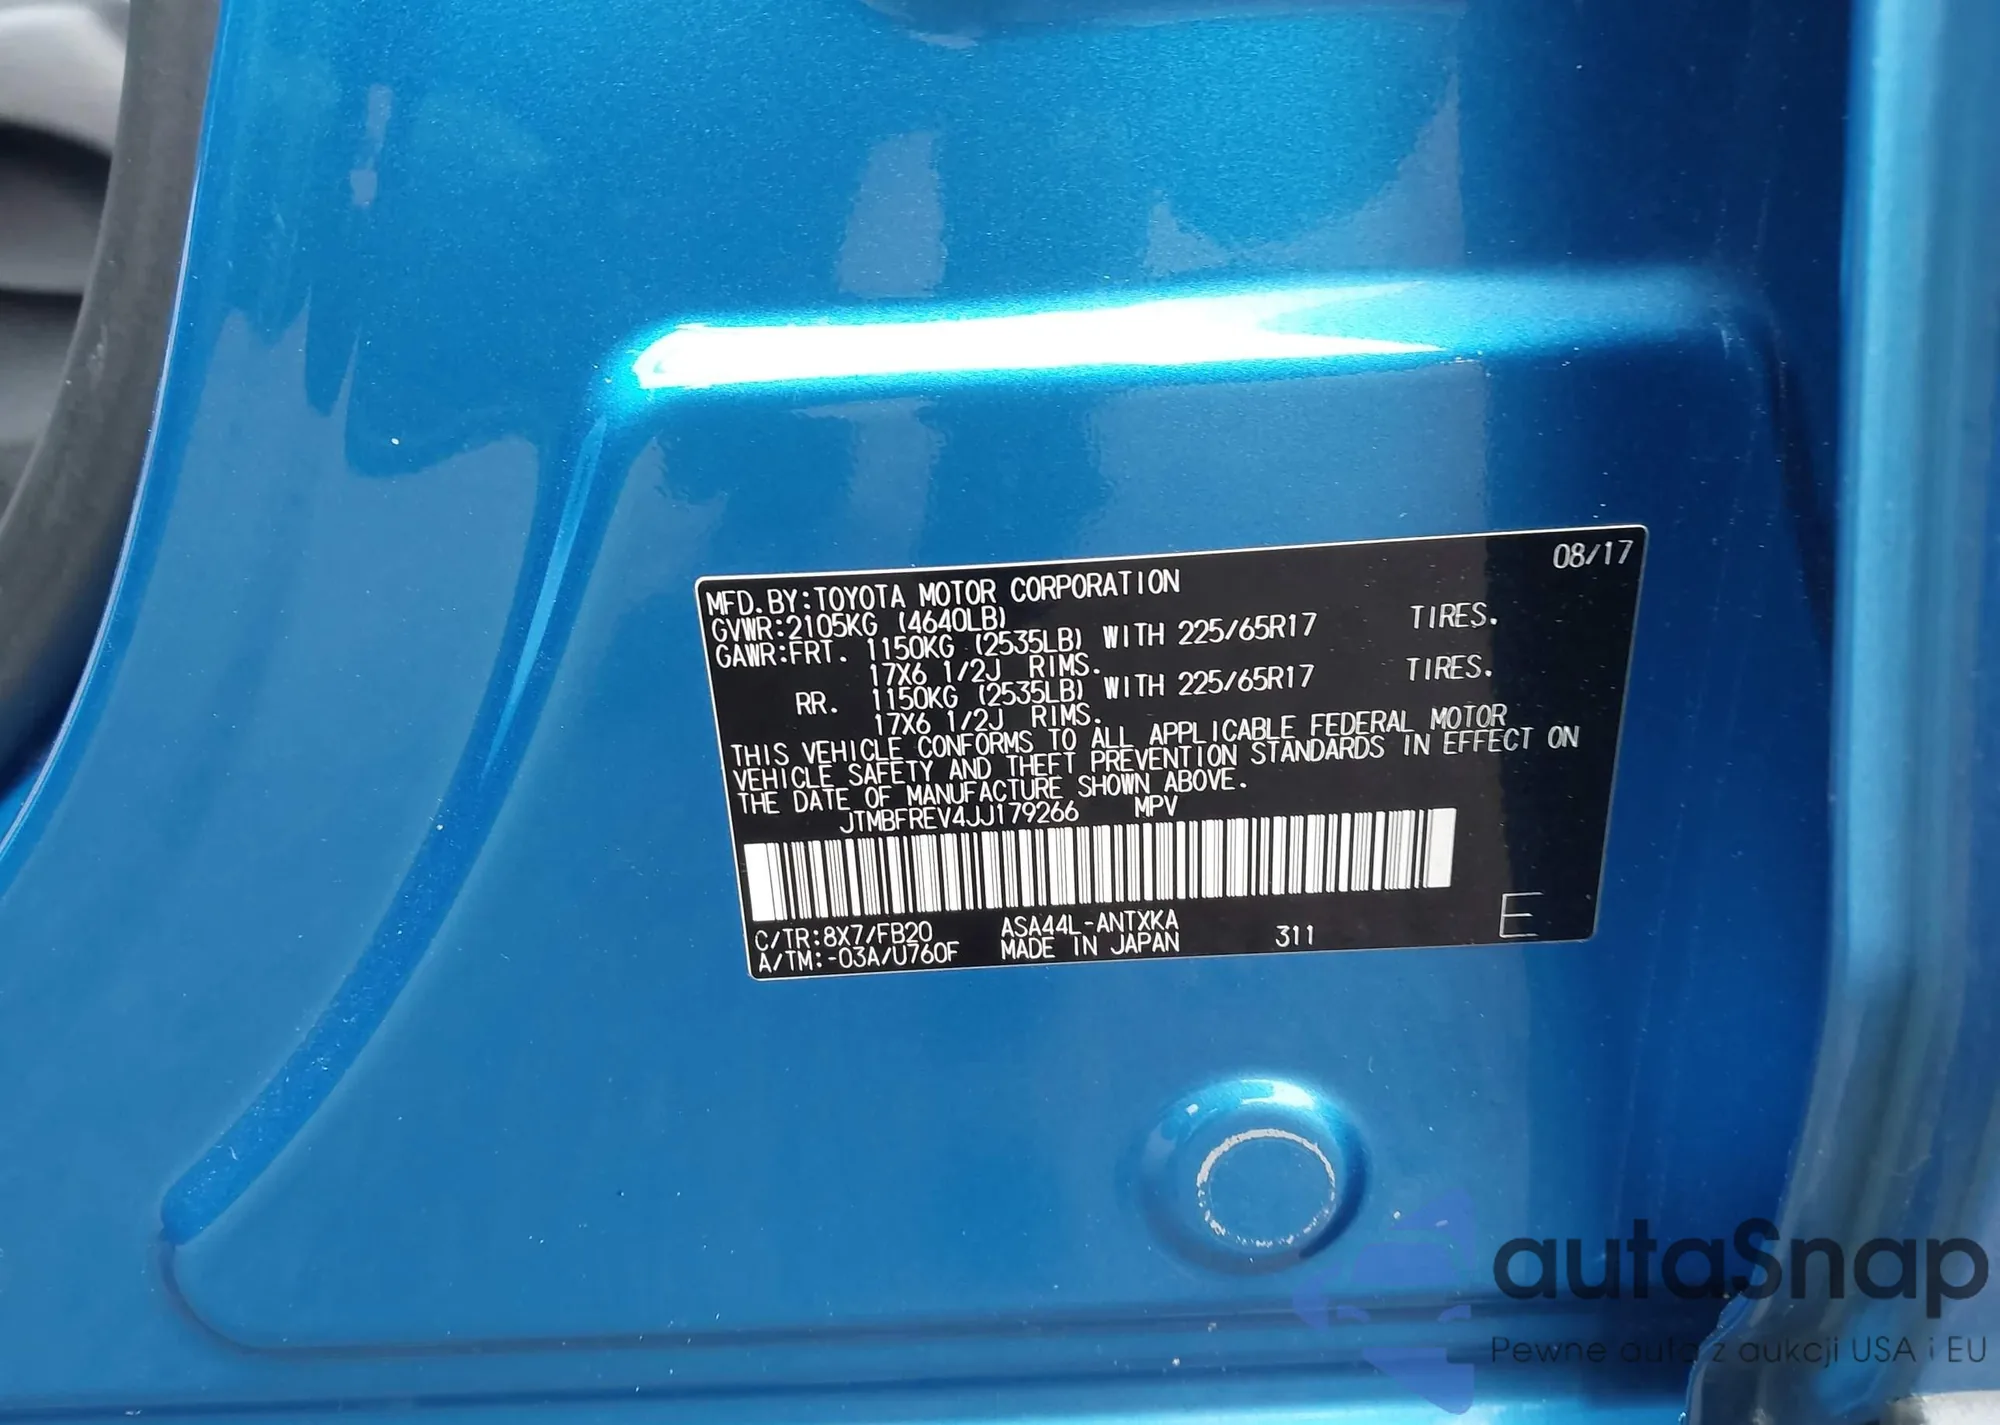 08/17
MFD.BY:TOYOTA MOTOR CORPORATION
GVWR:2105KG (4640LB)
GAWR:FRT. 1150KG (2535LB) WITH 225/65R17 TIRES.
17X6 1/2J RIMS.
RR. 1150KG (2535LB) WITH 225/65R17 TIRES.
17X6 1/2J RIMS.
THIS VEHICLE CONFORMS TO ALL APPLICABLE FEDERAL MOTOR
VEHICLE SAFETY AND THEFT PREVENTION STANDARDS IN EFFECT ON
THE DATE OF MANUFACTURE SHOWN ABOVE.
JTMBFREV4JJ179266 MPV
C/TR:8X7/FB20 ASA44L-ANTXKA
A/TM:-03A/U760F MADE IN JAPAN 311 E
autaSnap
Pewne auta z aukcji USA i EU